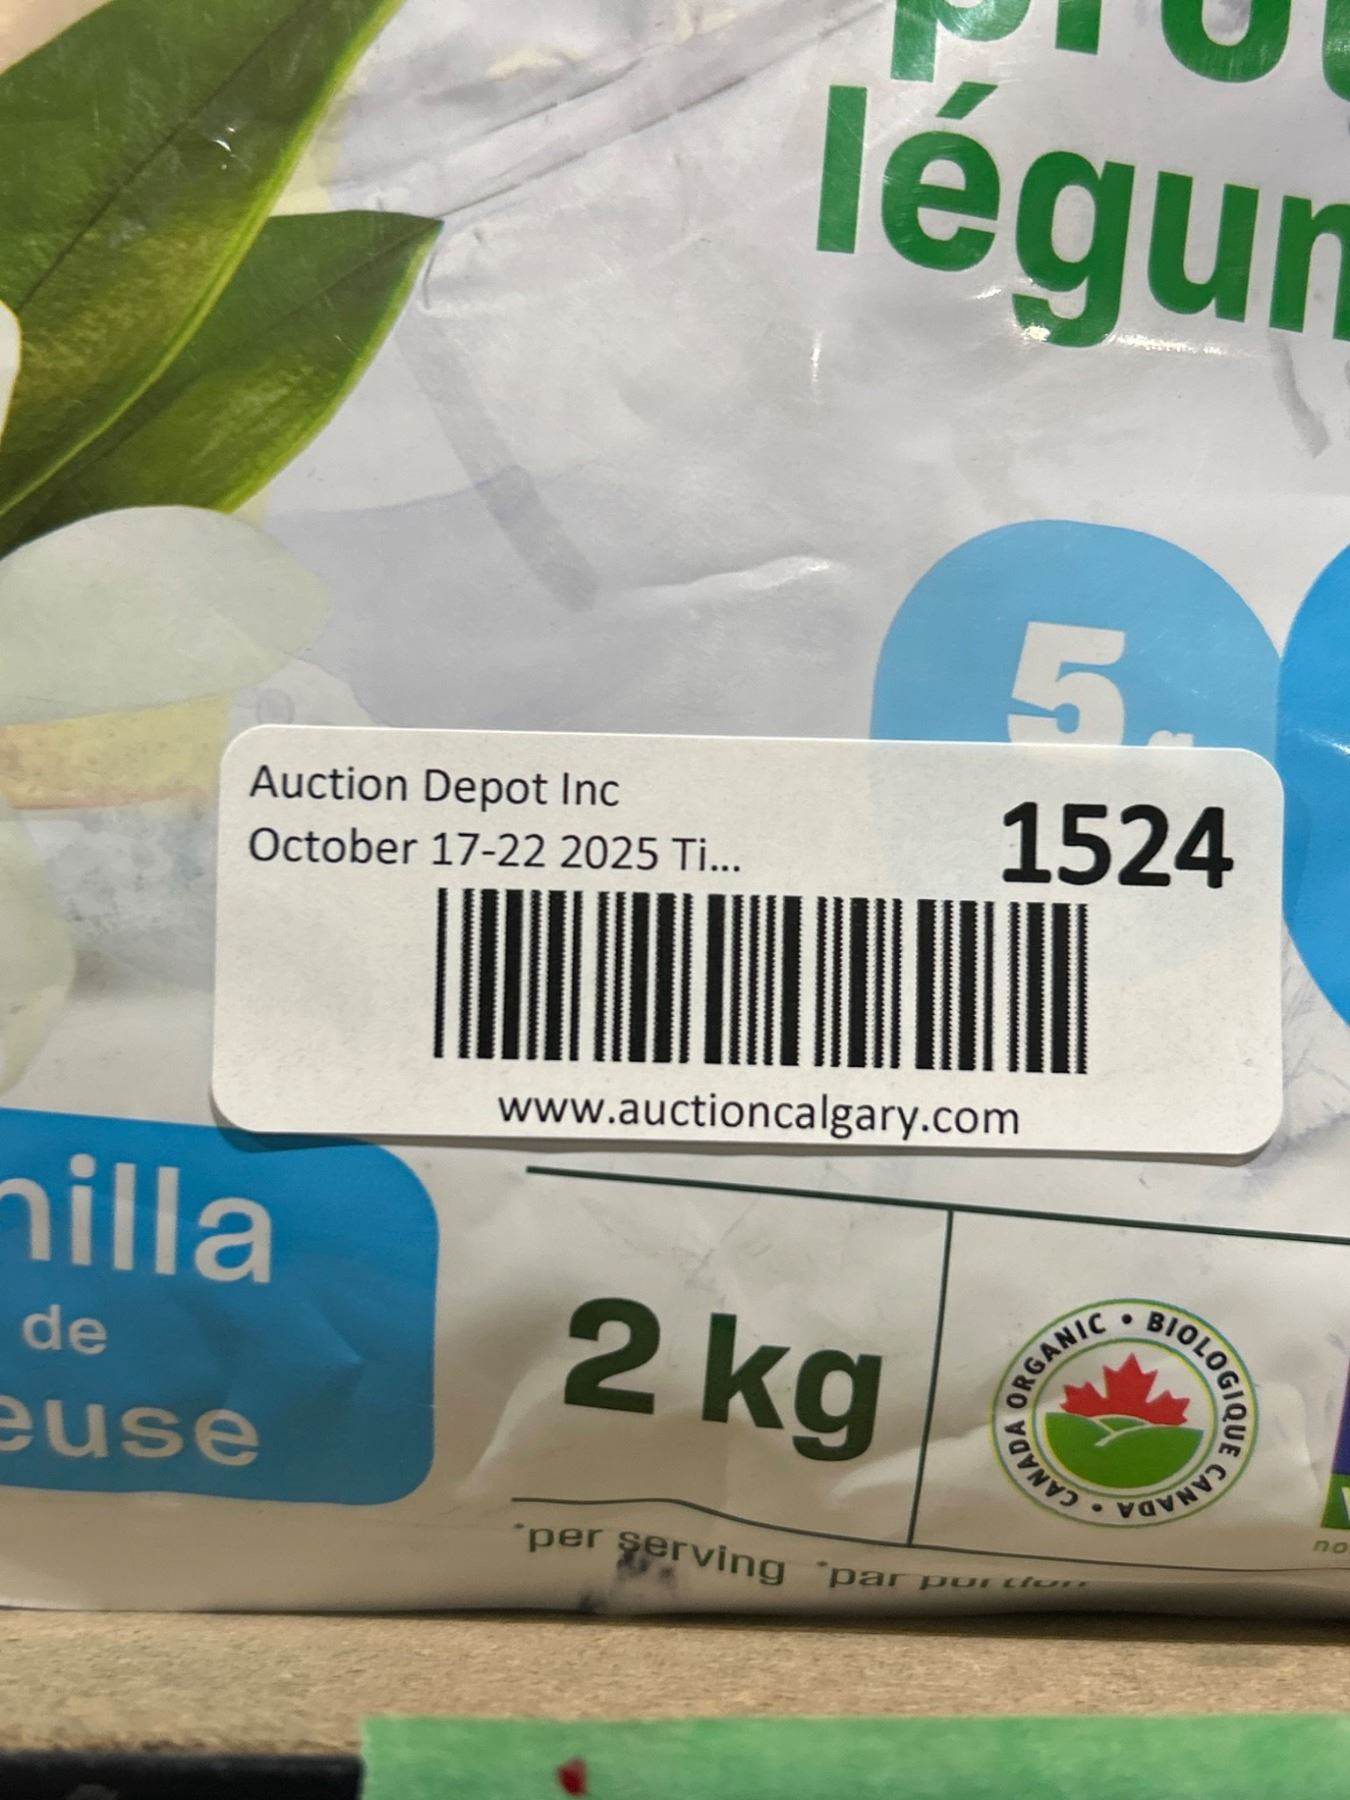 légum
5
Auction Depot Inc
October 17-22 2025 Ti...
1524
www.auctioncalgary.com
nilla
de
euse
2 kg
CANADA ORGANIC • BIOLOGIQUE CANADA •
*per serving *par portion
no